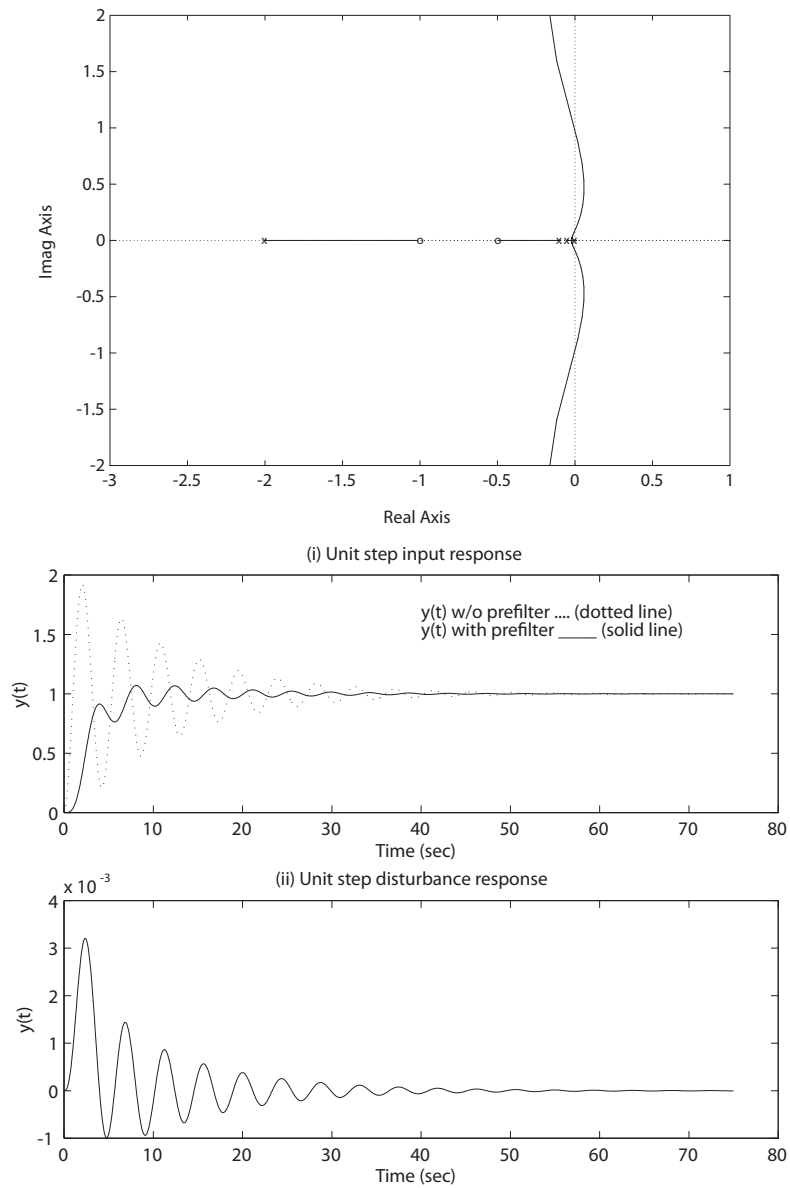 2
1.5
1
0.5
0
-0.5
-1
-1.5
-2
Imag Axis
-3 -2.5 -2 -1.5 -1 -0.5 0 0.5 1
Real Axis
(i) Unit step input response
2
1.5
1
0.5
0
y(t)
y(t) w/o prefilter .... (dotted line)
y(t) with prefilter ____ (solid line)
0 10 20 30 40 50 60 70 80
Time (sec)
(ii) Unit step disturbance response
x 10 -3
4
3
2
1
0
-1
y(t)
0 10 20 30 40 50 60 70 80
Time (sec)